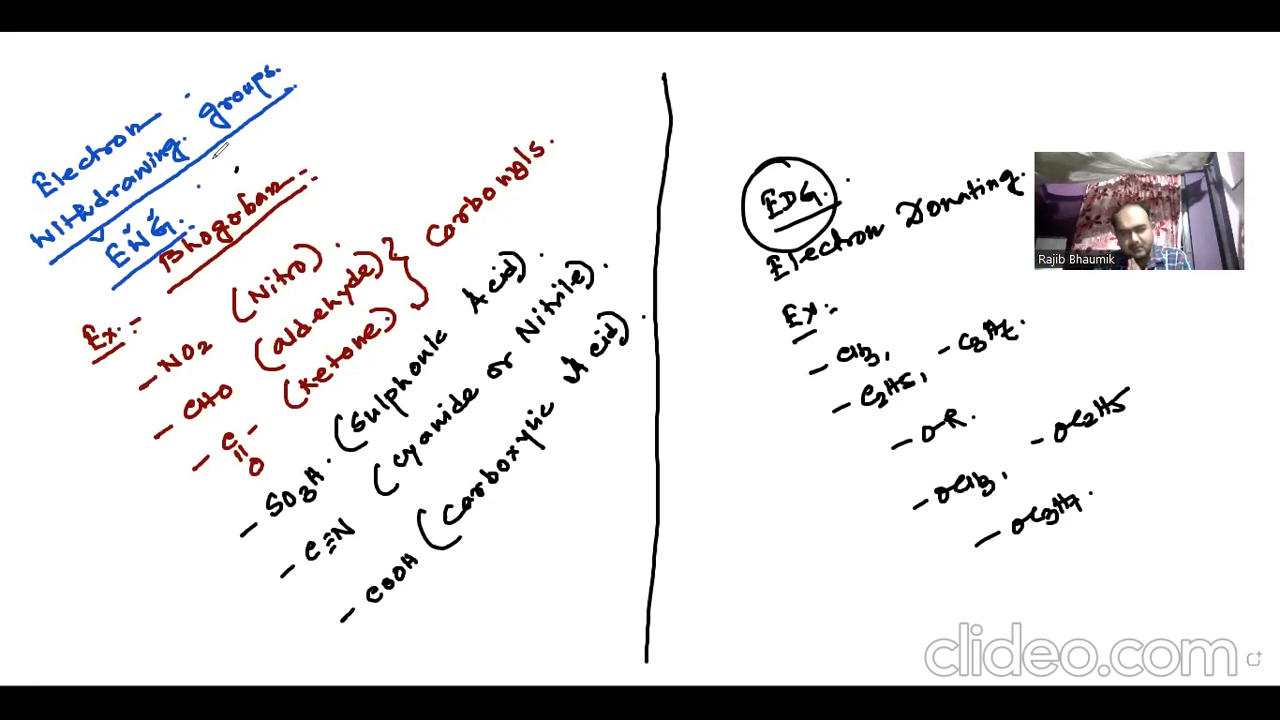 Electron
Withdrawing groups.
EWG.
Bhogoban
Ex:-
- NO2 (Nitro)
- CHO (aldehyde)
Carbonyls.
- C - (Ketone)
O
- SO3H. (Sulphonic Acid).
- C≡N (Cyanide or Nitrile).
- COOH (Carboxylic Acid).
EDG.
Electron Donating.
Ex:-
- CH3, - C3H7.
- C2H5,
- OR. - OC2H5
- OCH3,
- OC3H7.
Rajib Bhaumik
clideo.com